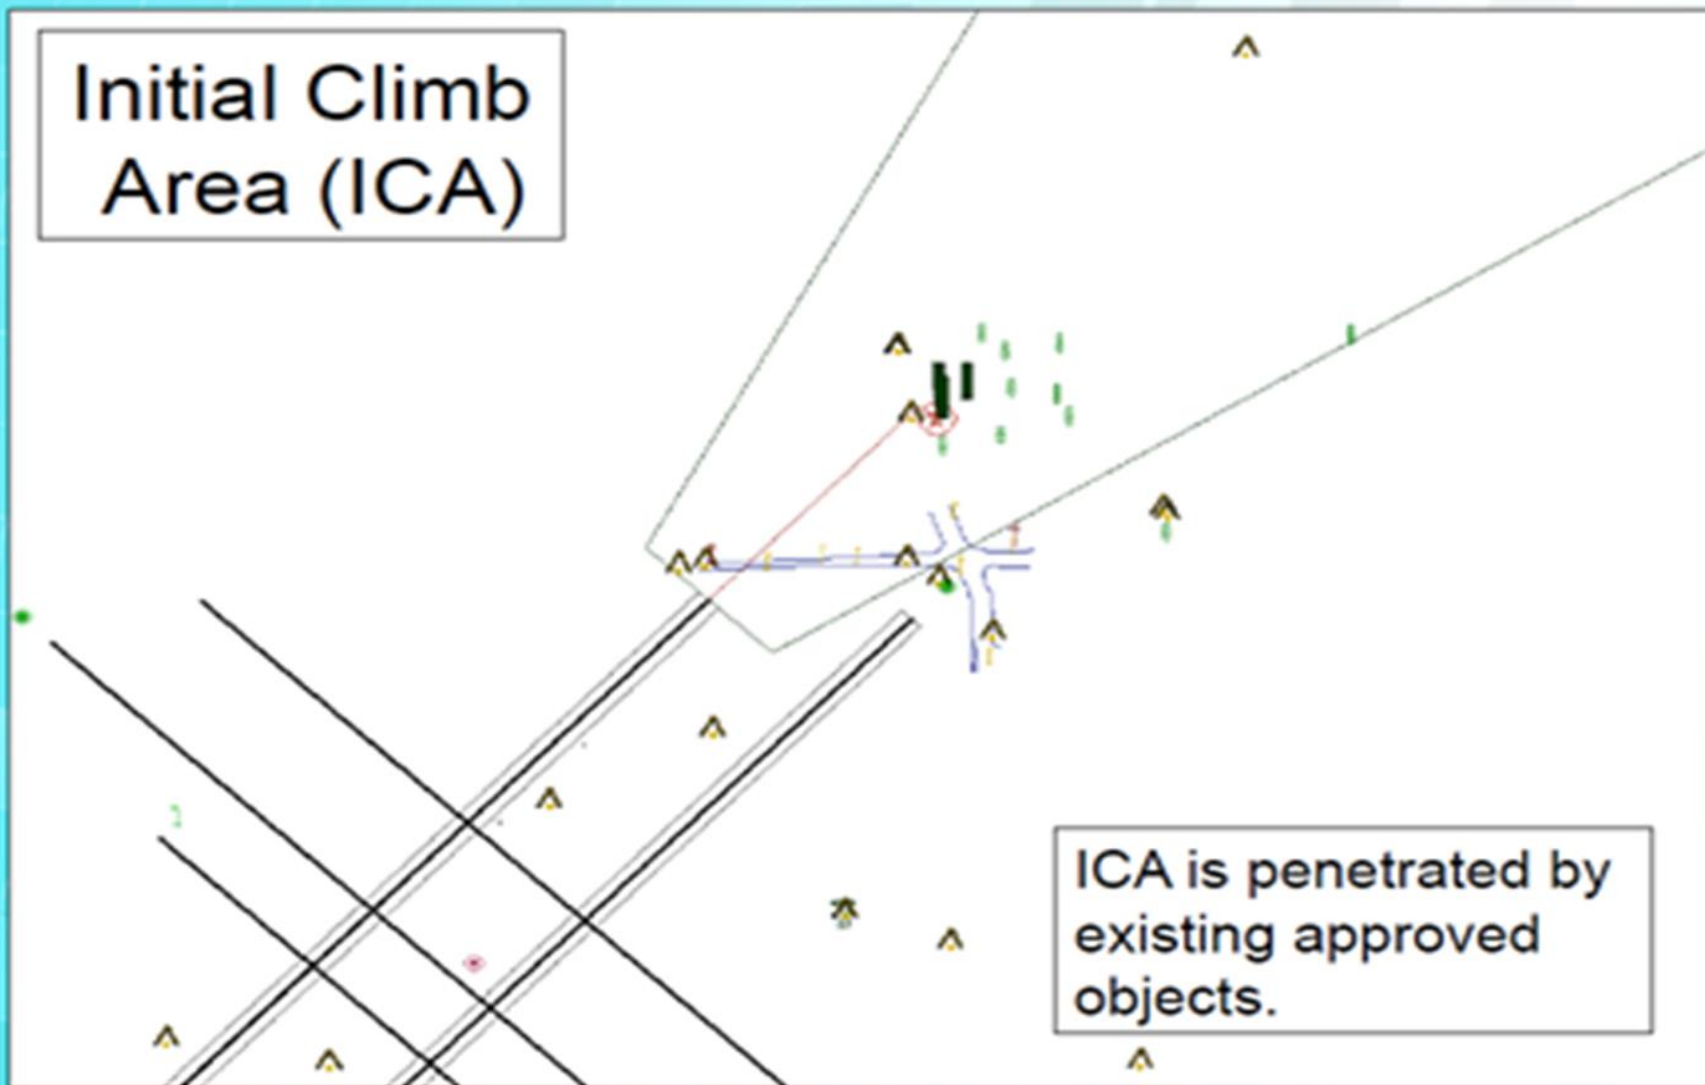 Initial Climb
Area (ICA)
ICA is penetrated by
existing approved
objects.